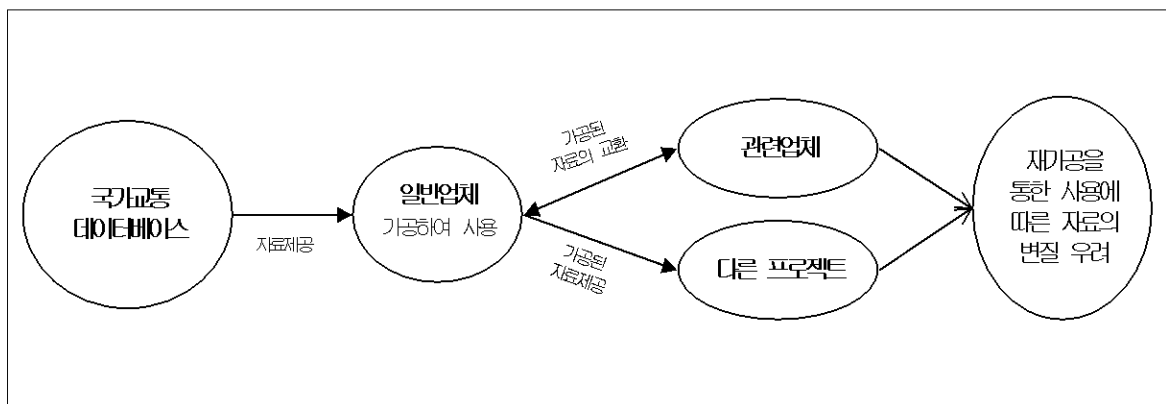 국가교통
데이터베이스
자료제공
일반업체
가공하여 사용
가공된
자료의 교환
가공된
자료제공
관련업체
다른 프로젝트
재가공을
통한 사용에
따른 자료의
변질 우려